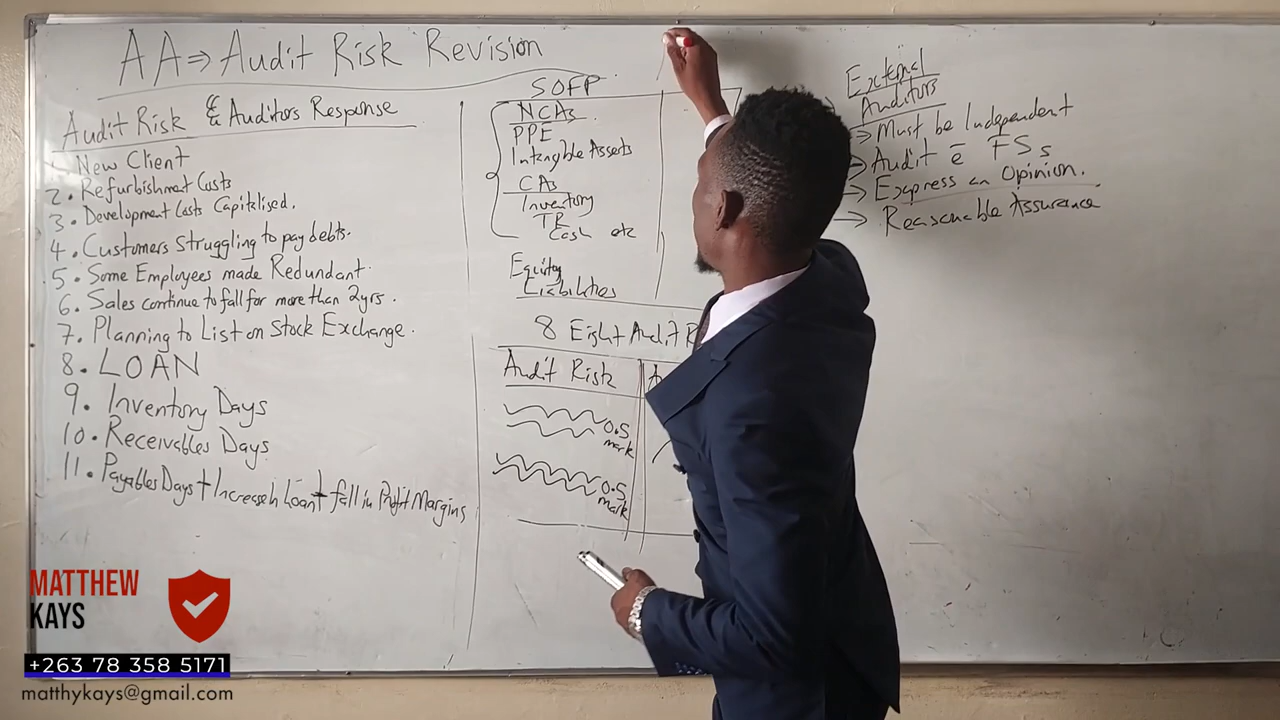 AA⇒ Audit Risk Revision
Audit Risk & Auditors Response
1. New Client
2. Refurbishment Costs
3. Development Costs Capitalised.
4. Customers Struggling to pay debts.
5. Some Employees made Redundant.
6. Sales continue to fall for more than 2yrs.
7. Planning to List on Stock Exchange.
8. LOAN
9. Inventory Days
10. Receivables Days
11. Payables Days + Increase in Loan + fall in Profit Margins
SOFP
NCAs
PPE
Intangible Assets
CAs
Inventory
TR
Cash etc
Equity
Liabilities
8 Eight Audit R
Audit Risk
A
0.5
mark
0.5
mark
External
Auditors
⇒ Must be Independent
⇒ Audit ē FSs
⇒ Express an Opinion.
→ Reasonable Assurance
MATTHEW
KAYS
+263 78 358 5171
matthykays@gmail.com